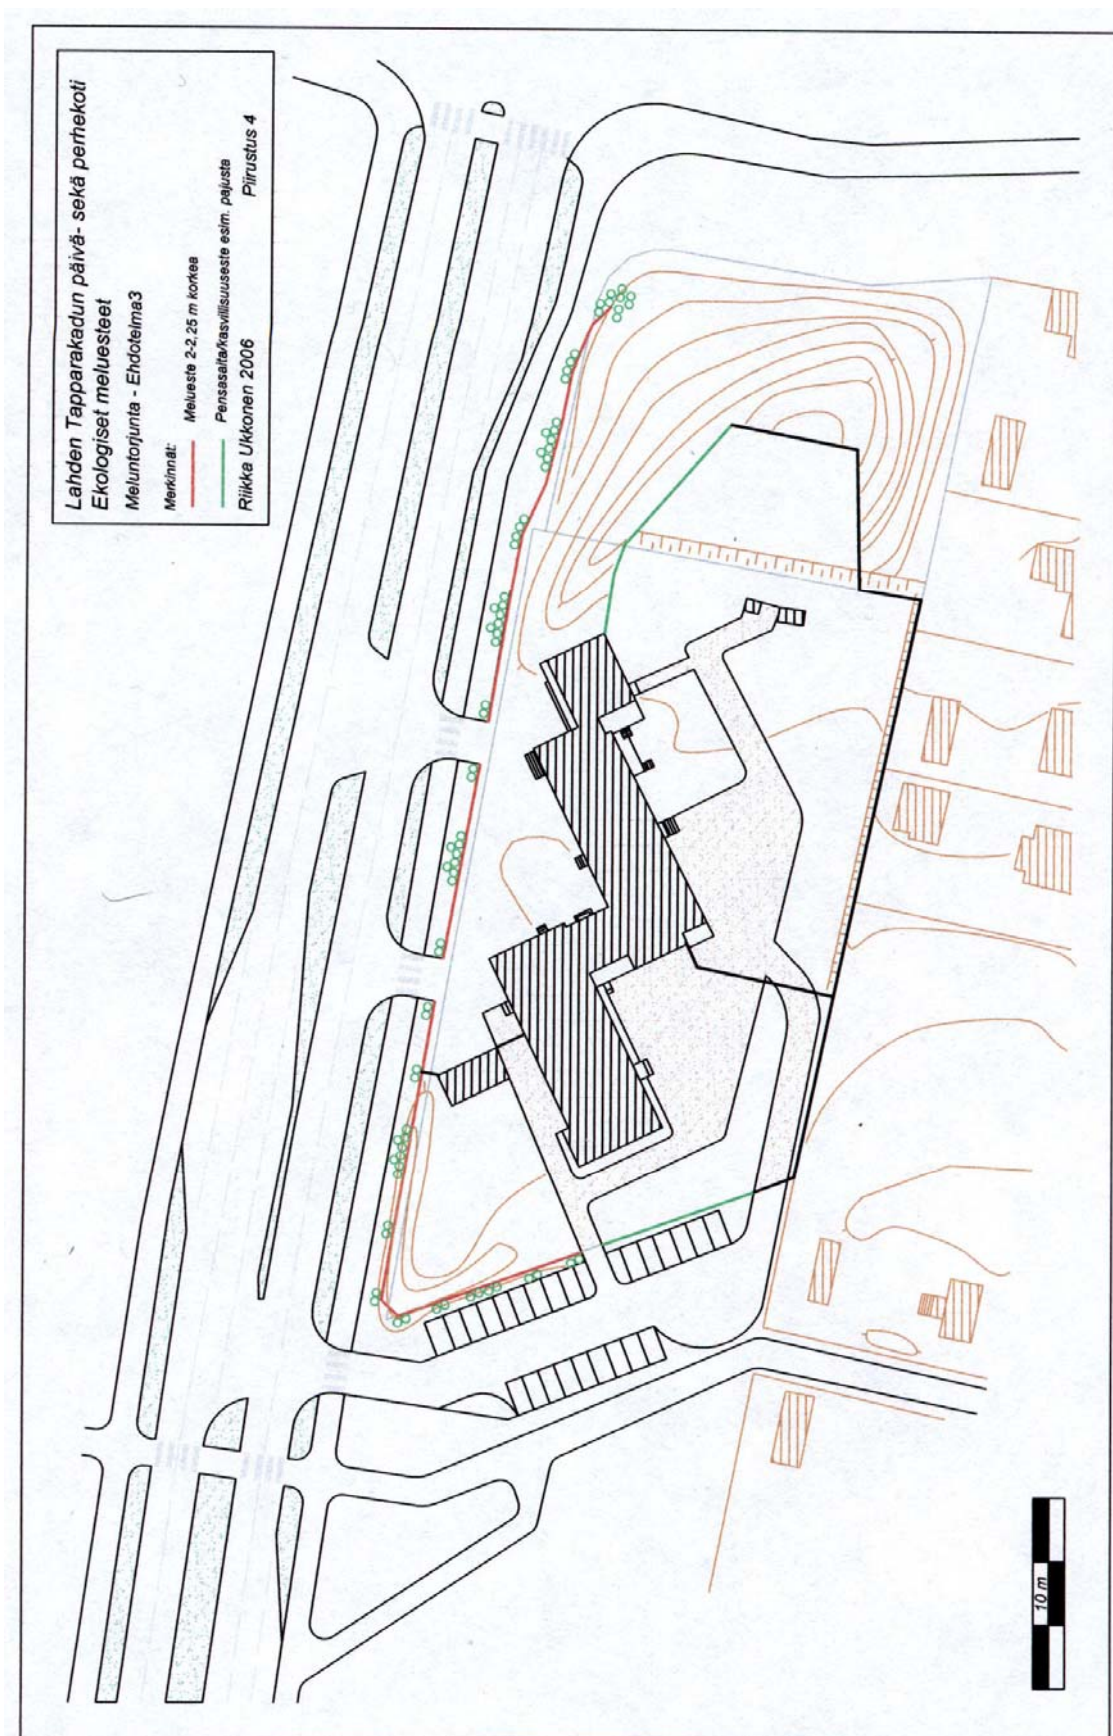 Lahden Tapparakadun päivä- sekä perhekoti
Ekologiset meluesteet
Meluntorjunta - Ehdotelma3
Merkinnät:
Melueste 2-2,25 m korkea
Pensasaita/kasvillisuuseste esim. pajusta
Riikka Ukkonen 2006 Piirustus 4
10 m